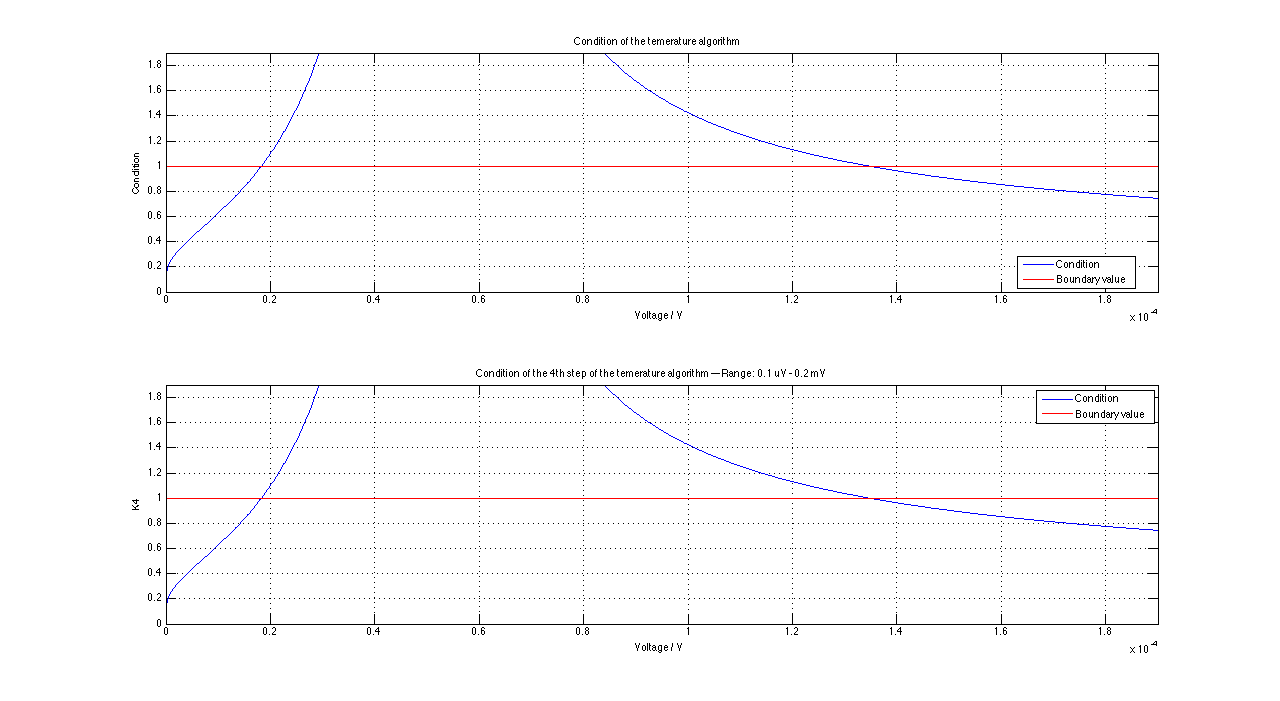 Condition of the temerature algorithm
1.8
1.6
1.4
1.2
1
0.8
0.6
0.4
0.2
0
Condition
0 0.2 0.4 0.6 0.8 1 1.2 1.4 1.6 1.8
Voltage / V
x 10^-4
Condition
Boundary value
Condition of the 4th step of the temerature algorithm — Range: 0.1 uV - 0.2 mV
1.8
1.6
1.4
1.2
1
0.8
0.6
0.4
0.2
0
K4
0 0.2 0.4 0.6 0.8 1 1.2 1.4 1.6 1.8
Voltage / V
x 10^-4
Condition
Boundary value